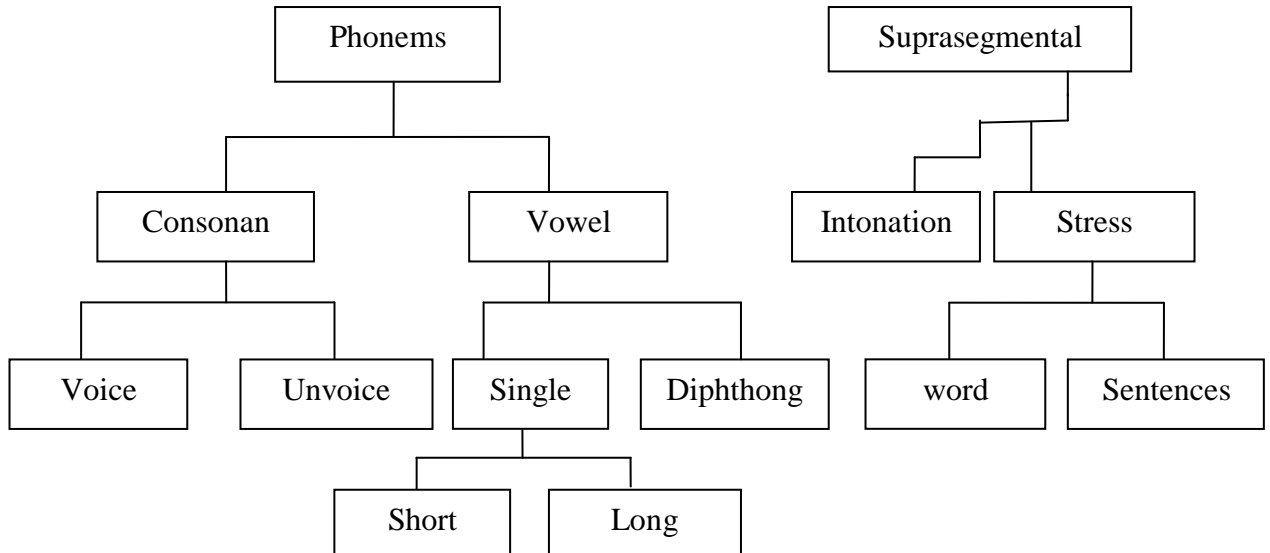 Phonems
Suprasegmental
Consonan
Vowel
Intonation
Stress
Voice
Unvoice
Single
Diphthong
word
Sentences
Short
Long